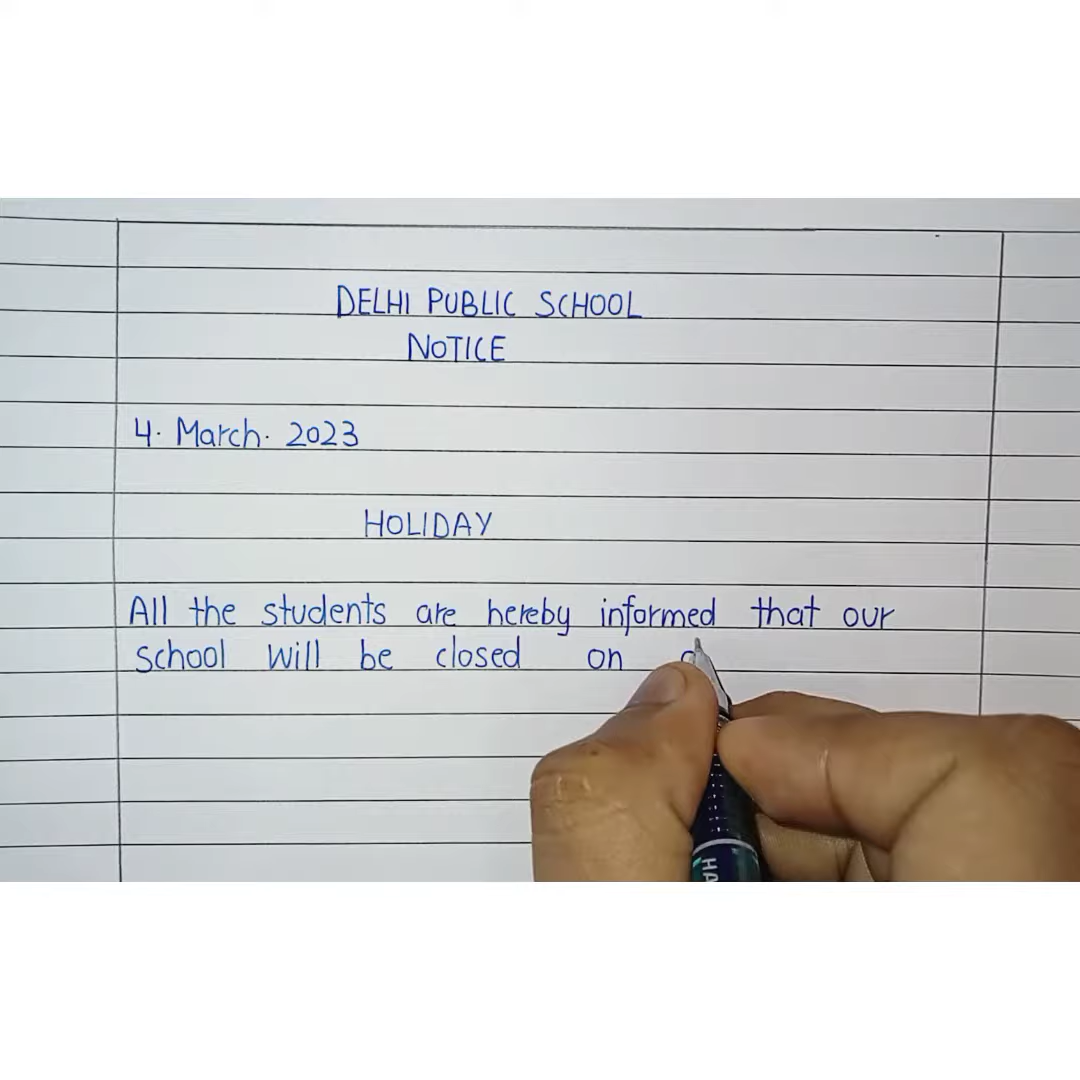 DELHI PUBLIC SCHOOL
NOTICE
4. March. 2023
HOLIDAY
All the students are hereby informed that our
school will be closed on
HA